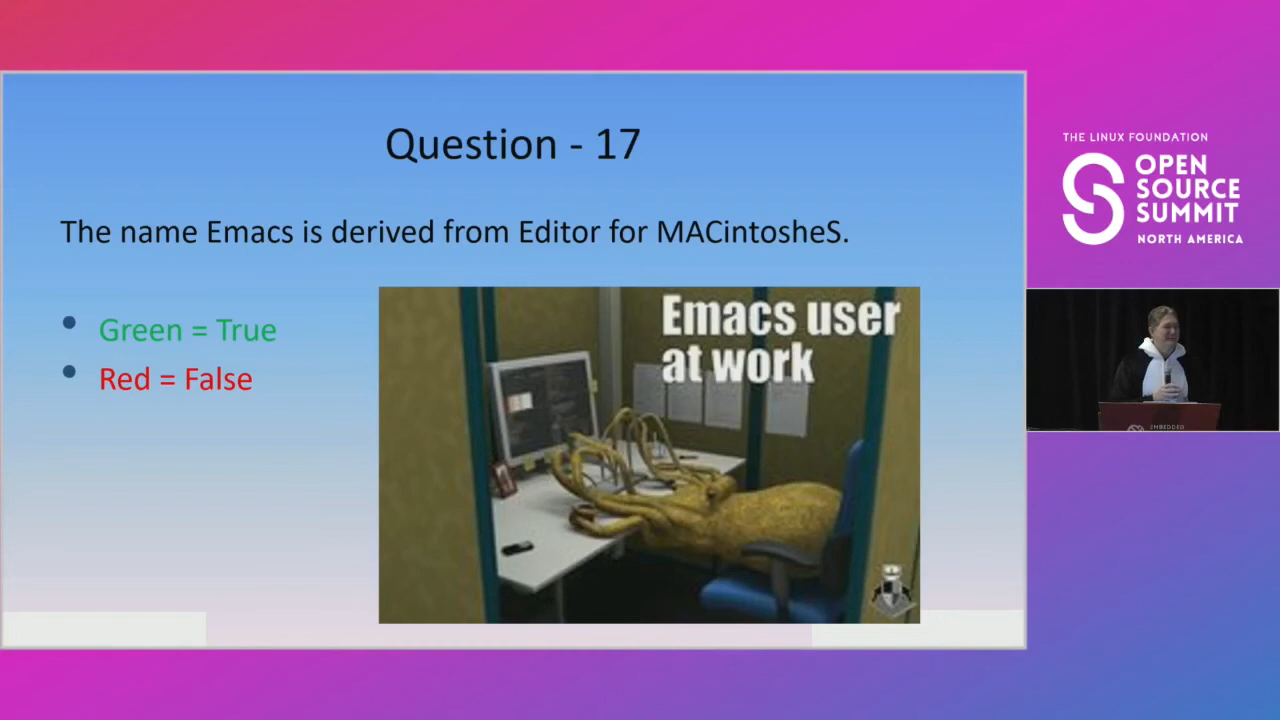 Question - 17
The name Emacs is derived from Editor for MACintosheS.
Green = True
Red = False
Emacs user
at work
THE LINUX FOUNDATION
OPEN
SOURCE
SUMMIT
NORTH AMERICA
EMBEDDED